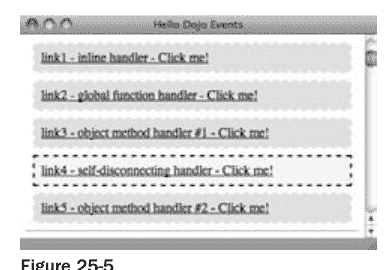 Hello Dojo Events
link1 - inline handler - Click me!
link2 - global function handler - Click me!
link3 - object method handler #1 - Click me!
link4 - self-disconnecting handler - Click me!
link5 - object method handler #2 - Click me!
Figure 25-5